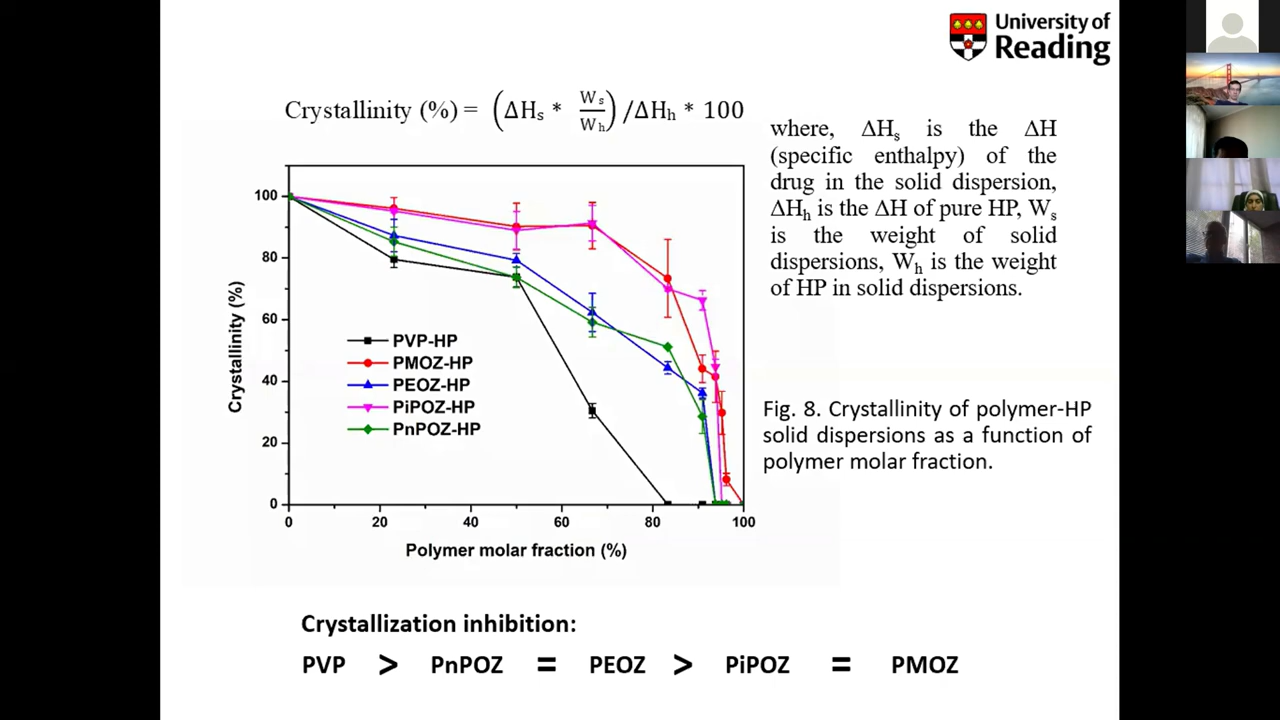 University of
Reading
Crystallinity (%) = (ΔHₛ * Wₛ/Wₕ) /ΔHₕ * 100
where, ΔHₛ is the ΔH
(specific enthalpy) of the
drug in the solid dispersion,
ΔHₕ is the ΔH of pure HP, Wₛ
is the weight of solid
dispersions, Wₕ is the weight
of HP in solid dispersions.
100
80
60
40
20
0
Crystallinity (%)
PVP-HP
PMOZ-HP
PEOZ-HP
PiPOZ-HP
PnPOZ-HP
0 20 40 60 80 100
Polymer molar fraction (%)
Fig. 8. Crystallinity of polymer-HP
solid dispersions as a function of
polymer molar fraction.
Crystallization inhibition:
PVP > PnPOZ = PEOZ > PiPOZ = PMOZ